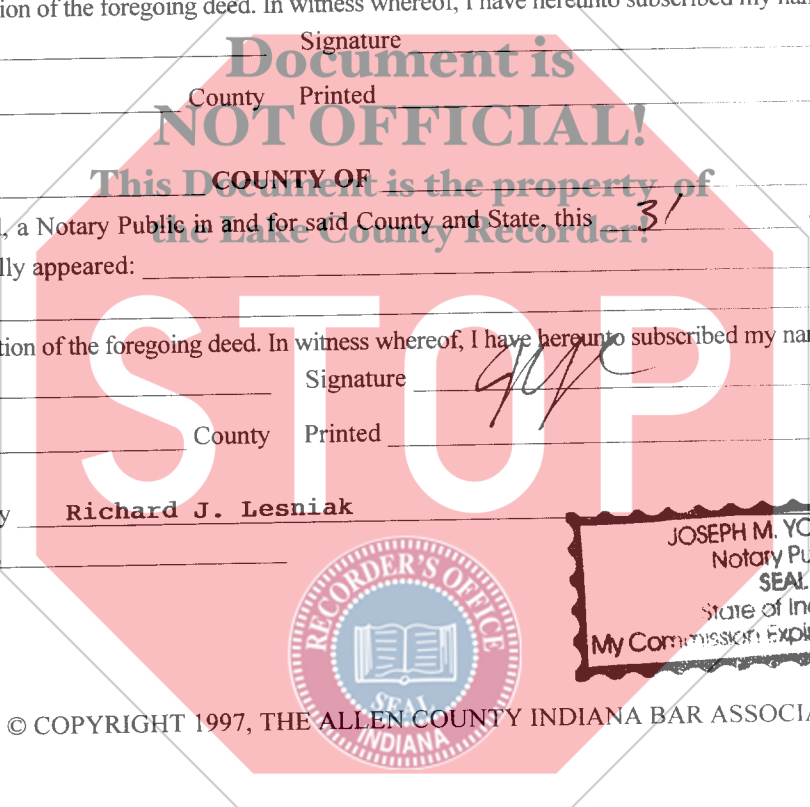 tion of the foregoing deed. In witness whereof, I have hereunto subscribed my nam
Signature
Document is
County Printed
NOT OFFICIAL!
COUNTY OF
This Document is the property of
, a Notary Public in and for said County and State, this 31
the Lake County Recorder!
lly appeared:
STOP
tion of the foregoing deed. In witness whereof, I have hereunto subscribed my nam
Signature
County Printed
y Richard J. Lesniak
JOSEPH M. YO
Notary Pu
SEAL
State of Ind
My Commission Expi
RECORDER'S OFFICE
SEAL
INDIANA
© COPYRIGHT 1997, THE ALLEN COUNTY INDIANA BAR ASSOCIA